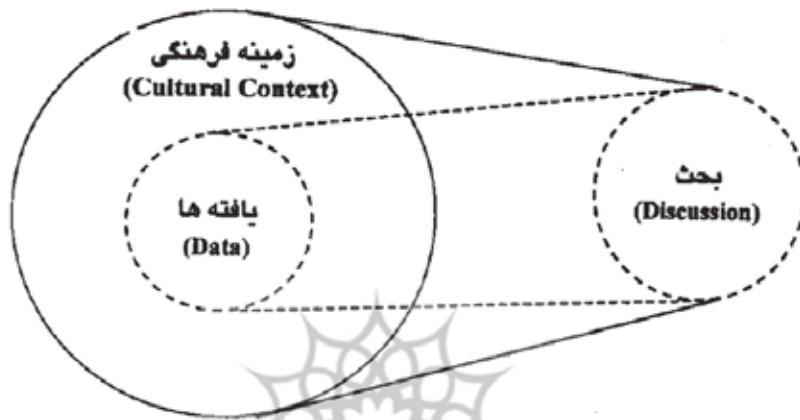 زمینه فرهنگی
(Cultural Context)
یافته ها
(Data)
بحث
(Discussion)